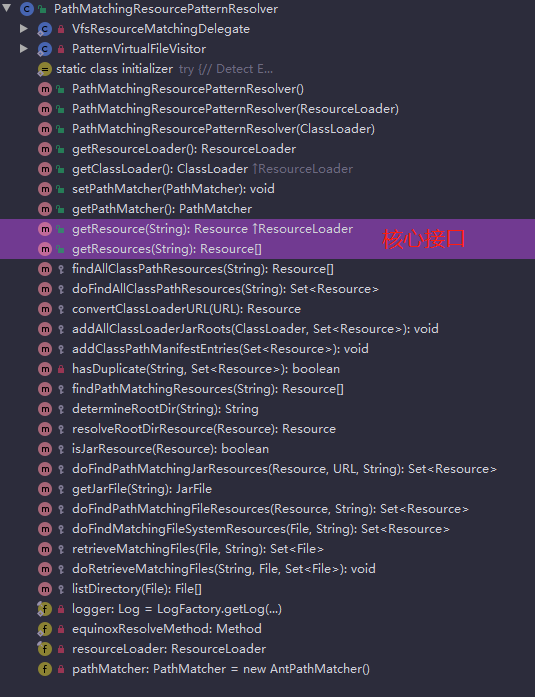 PathMatchingResourcePatternResolver
VfsResourceMatchingDelegate
PatternVirtualFileVisitor
static class initializer try {// Detect E...
PathMatchingResourcePatternResolver()
PathMatchingResourcePatternResolver(ResourceLoader)
PathMatchingResourcePatternResolver(ClassLoader)
getResourceLoader(): ResourceLoader
getClassLoader(): ClassLoader ↑ResourceLoader
setPathMatcher(PathMatcher): void
getPathMatcher(): PathMatcher
getResource(String): Resource ↑ResourceLoader
核心接口
getResources(String): Resource[]
findAllClassPathResources(String): Resource[]
doFindAllClassPathResources(String): Set<Resource>
convertClassLoaderURL(URL): Resource
addAllClassLoaderJarRoots(ClassLoader, Set<Resource>): void
addClassPathManifestEntries(Set<Resource>): void
hasDuplicate(String, Set<Resource>): boolean
findPathMatchingResources(String): Resource[]
determineRootDir(String): String
resolveRootDirResource(Resource): Resource
isJarResource(Resource): boolean
doFindPathMatchingJarResources(Resource, URL, String): Set<Resource>
getJarFile(String): JarFile
doFindPathMatchingFileResources(Resource, String): Set<Resource>
doFindMatchingFileSystemResources(File, String): Set<Resource>
retrieveMatchingFiles(File, String): Set<File>
doRetrieveMatchingFiles(String, File, Set<File>): void
listDirectory(File): File[]
logger: Log = LogFactory.getLog(...)
equinoxResolveMethod: Method
resourceLoader: ResourceLoader
pathMatcher: PathMatcher = new AntPathMatcher()